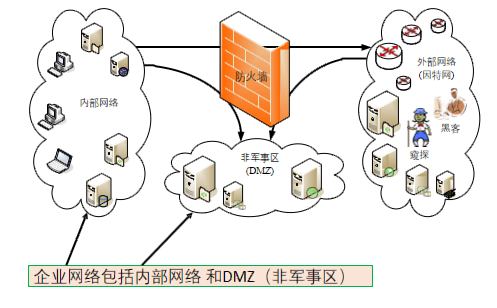 防火墙
外部网络
(因特网)
内部网络
黑客
窥探
非军事区
(DMZ)
企业网络包括内部网络 和DMZ（非军事区）